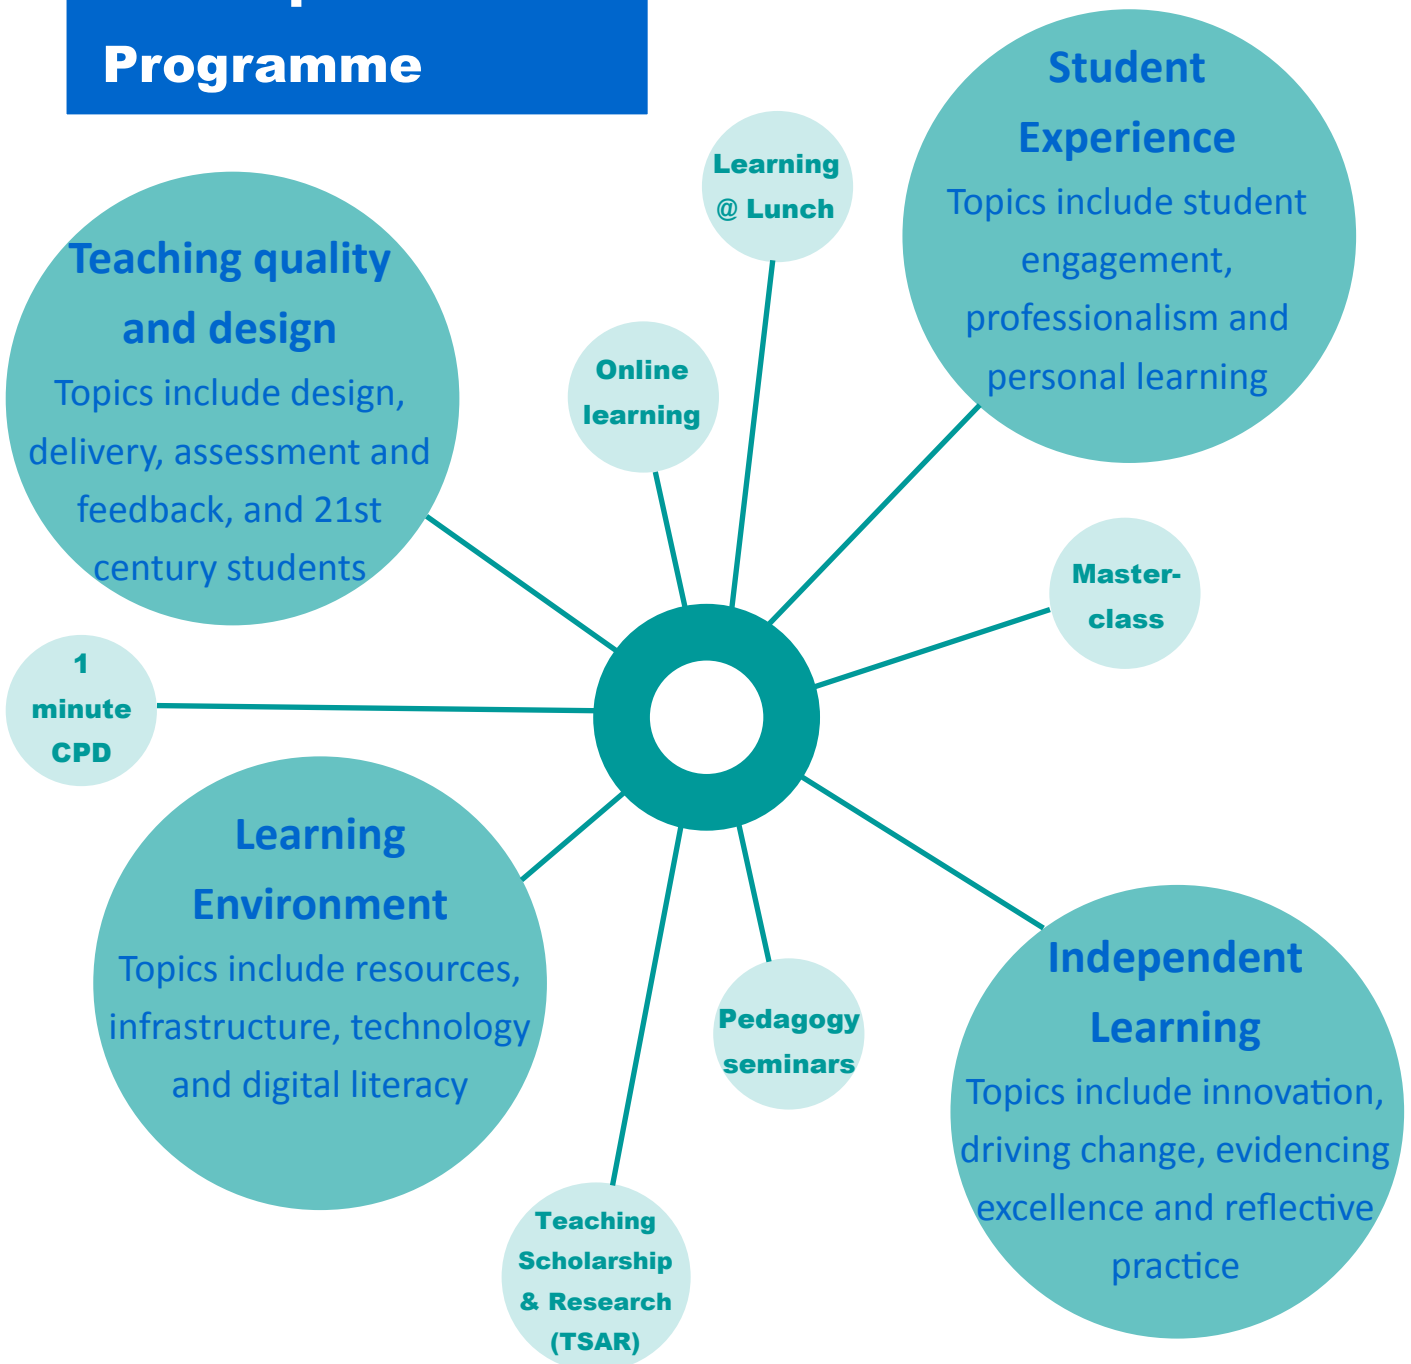 Programme
Student
Experience
Topics include student
engagement,
professionalism and
personal learning
Learning
@ Lunch
Teaching quality
and design
Topics include design,
delivery, assessment and
feedback, and 21st
century students
Online
learning
Master-
class
1
minute
CPD
Learning
Environment
Topics include resources,
infrastructure, technology
and digital literacy
Pedagogy
seminars
Independent
Learning
Topics include innovation,
driving change, evidencing
excellence and reflective
practice
Teaching
Scholarship
& Research
(TSAR)